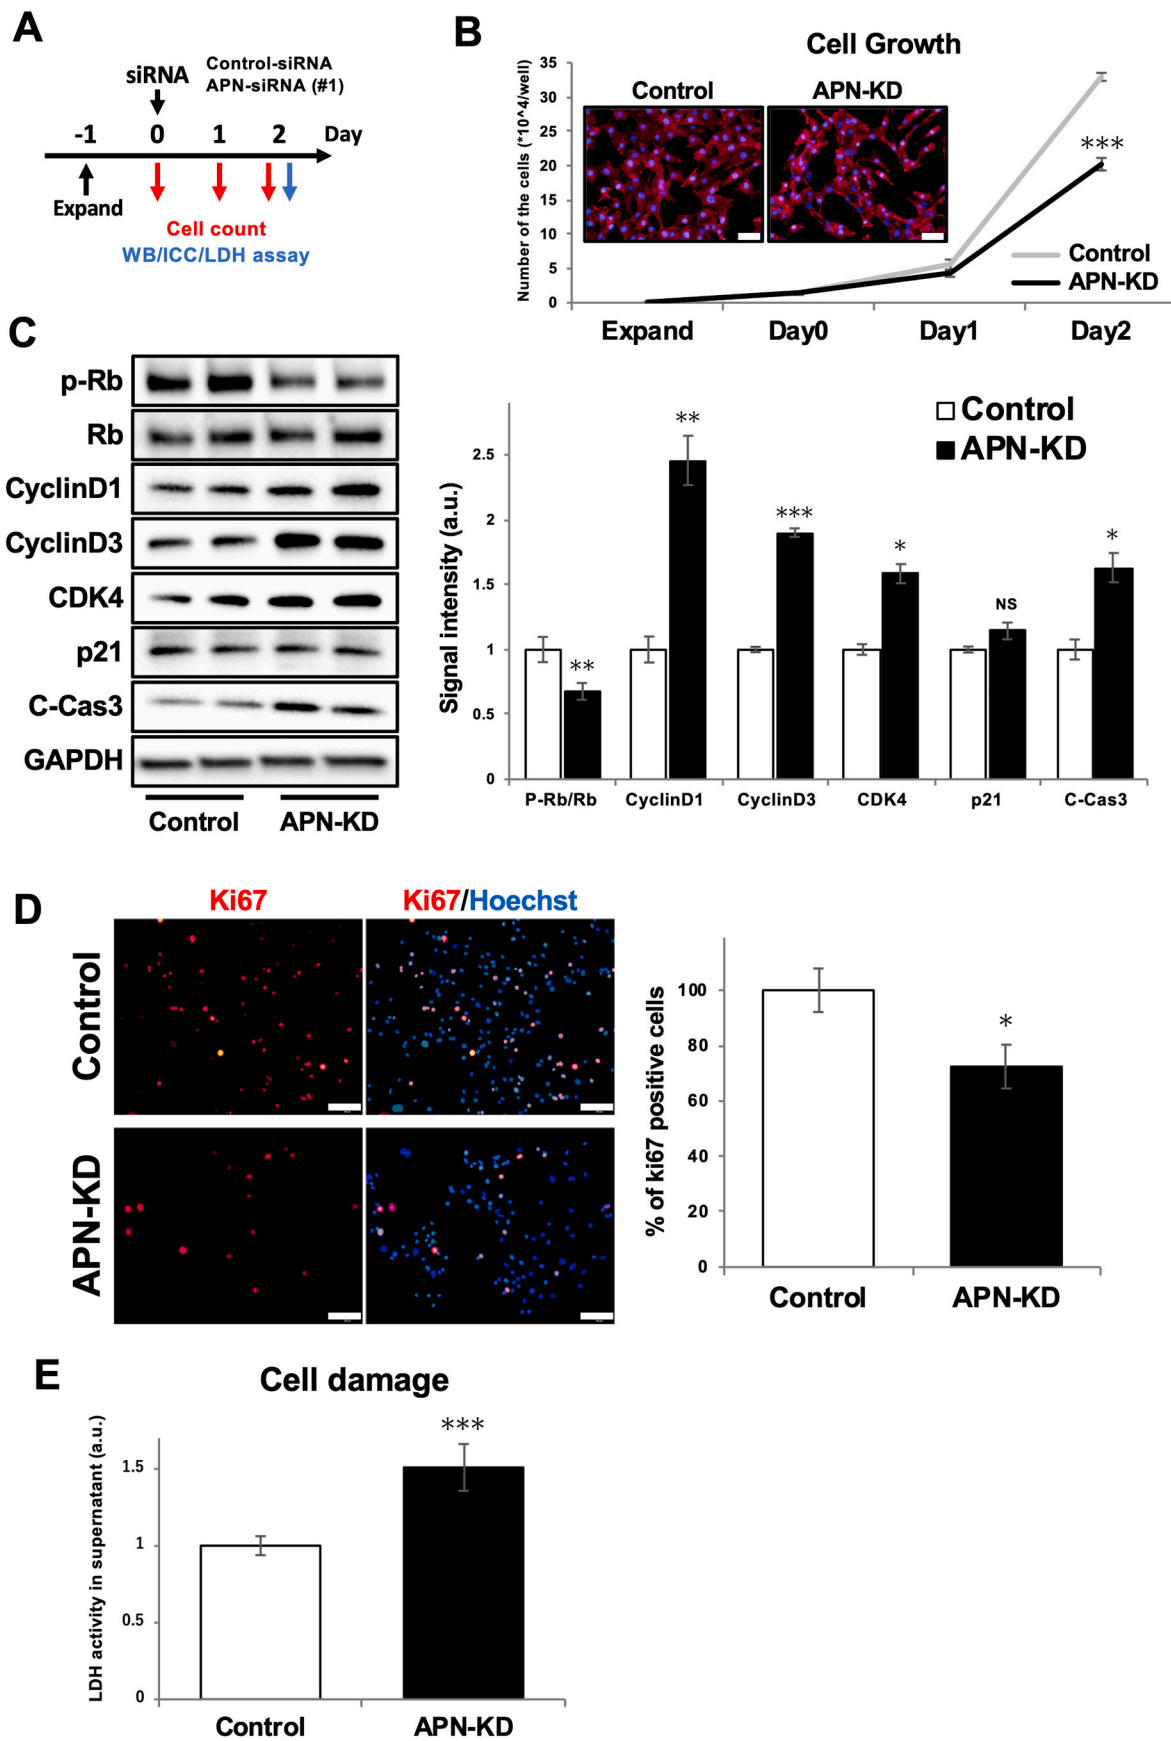 A
siRNA
Control-siRNA
APN-siRNA (#1)
-1 0 1 2 Day
Expand
Cell count
WB/ICC/LDH assay
B
Cell Growth
Number of the cells (*10^4/well)
35
30
25
20
15
10
5
0
Control APN-KD
***
Control
APN-KD
Expand Day0 Day1 Day2
C
p-Rb
Rb
CyclinD1
CyclinD3
CDK4
p21
C-Cas3
GAPDH
Control APN-KD
Signal intensity (a.u.)
2.5
2
1.5
1
0.5
0
Control
APN-KD
** ** *** * NS *
P-Rb/Rb CyclinD1 CyclinD3 CDK4 p21 C-Cas3
D
Ki67 Ki67/Hoechst
Control
APN-KD
% of ki67 positive cells
100
80
60
40
20
0
*
Control APN-KD
E
Cell damage
LDH activity in supernatant (a.u.)
1.5
1
0.5
0
***
Control APN-KD